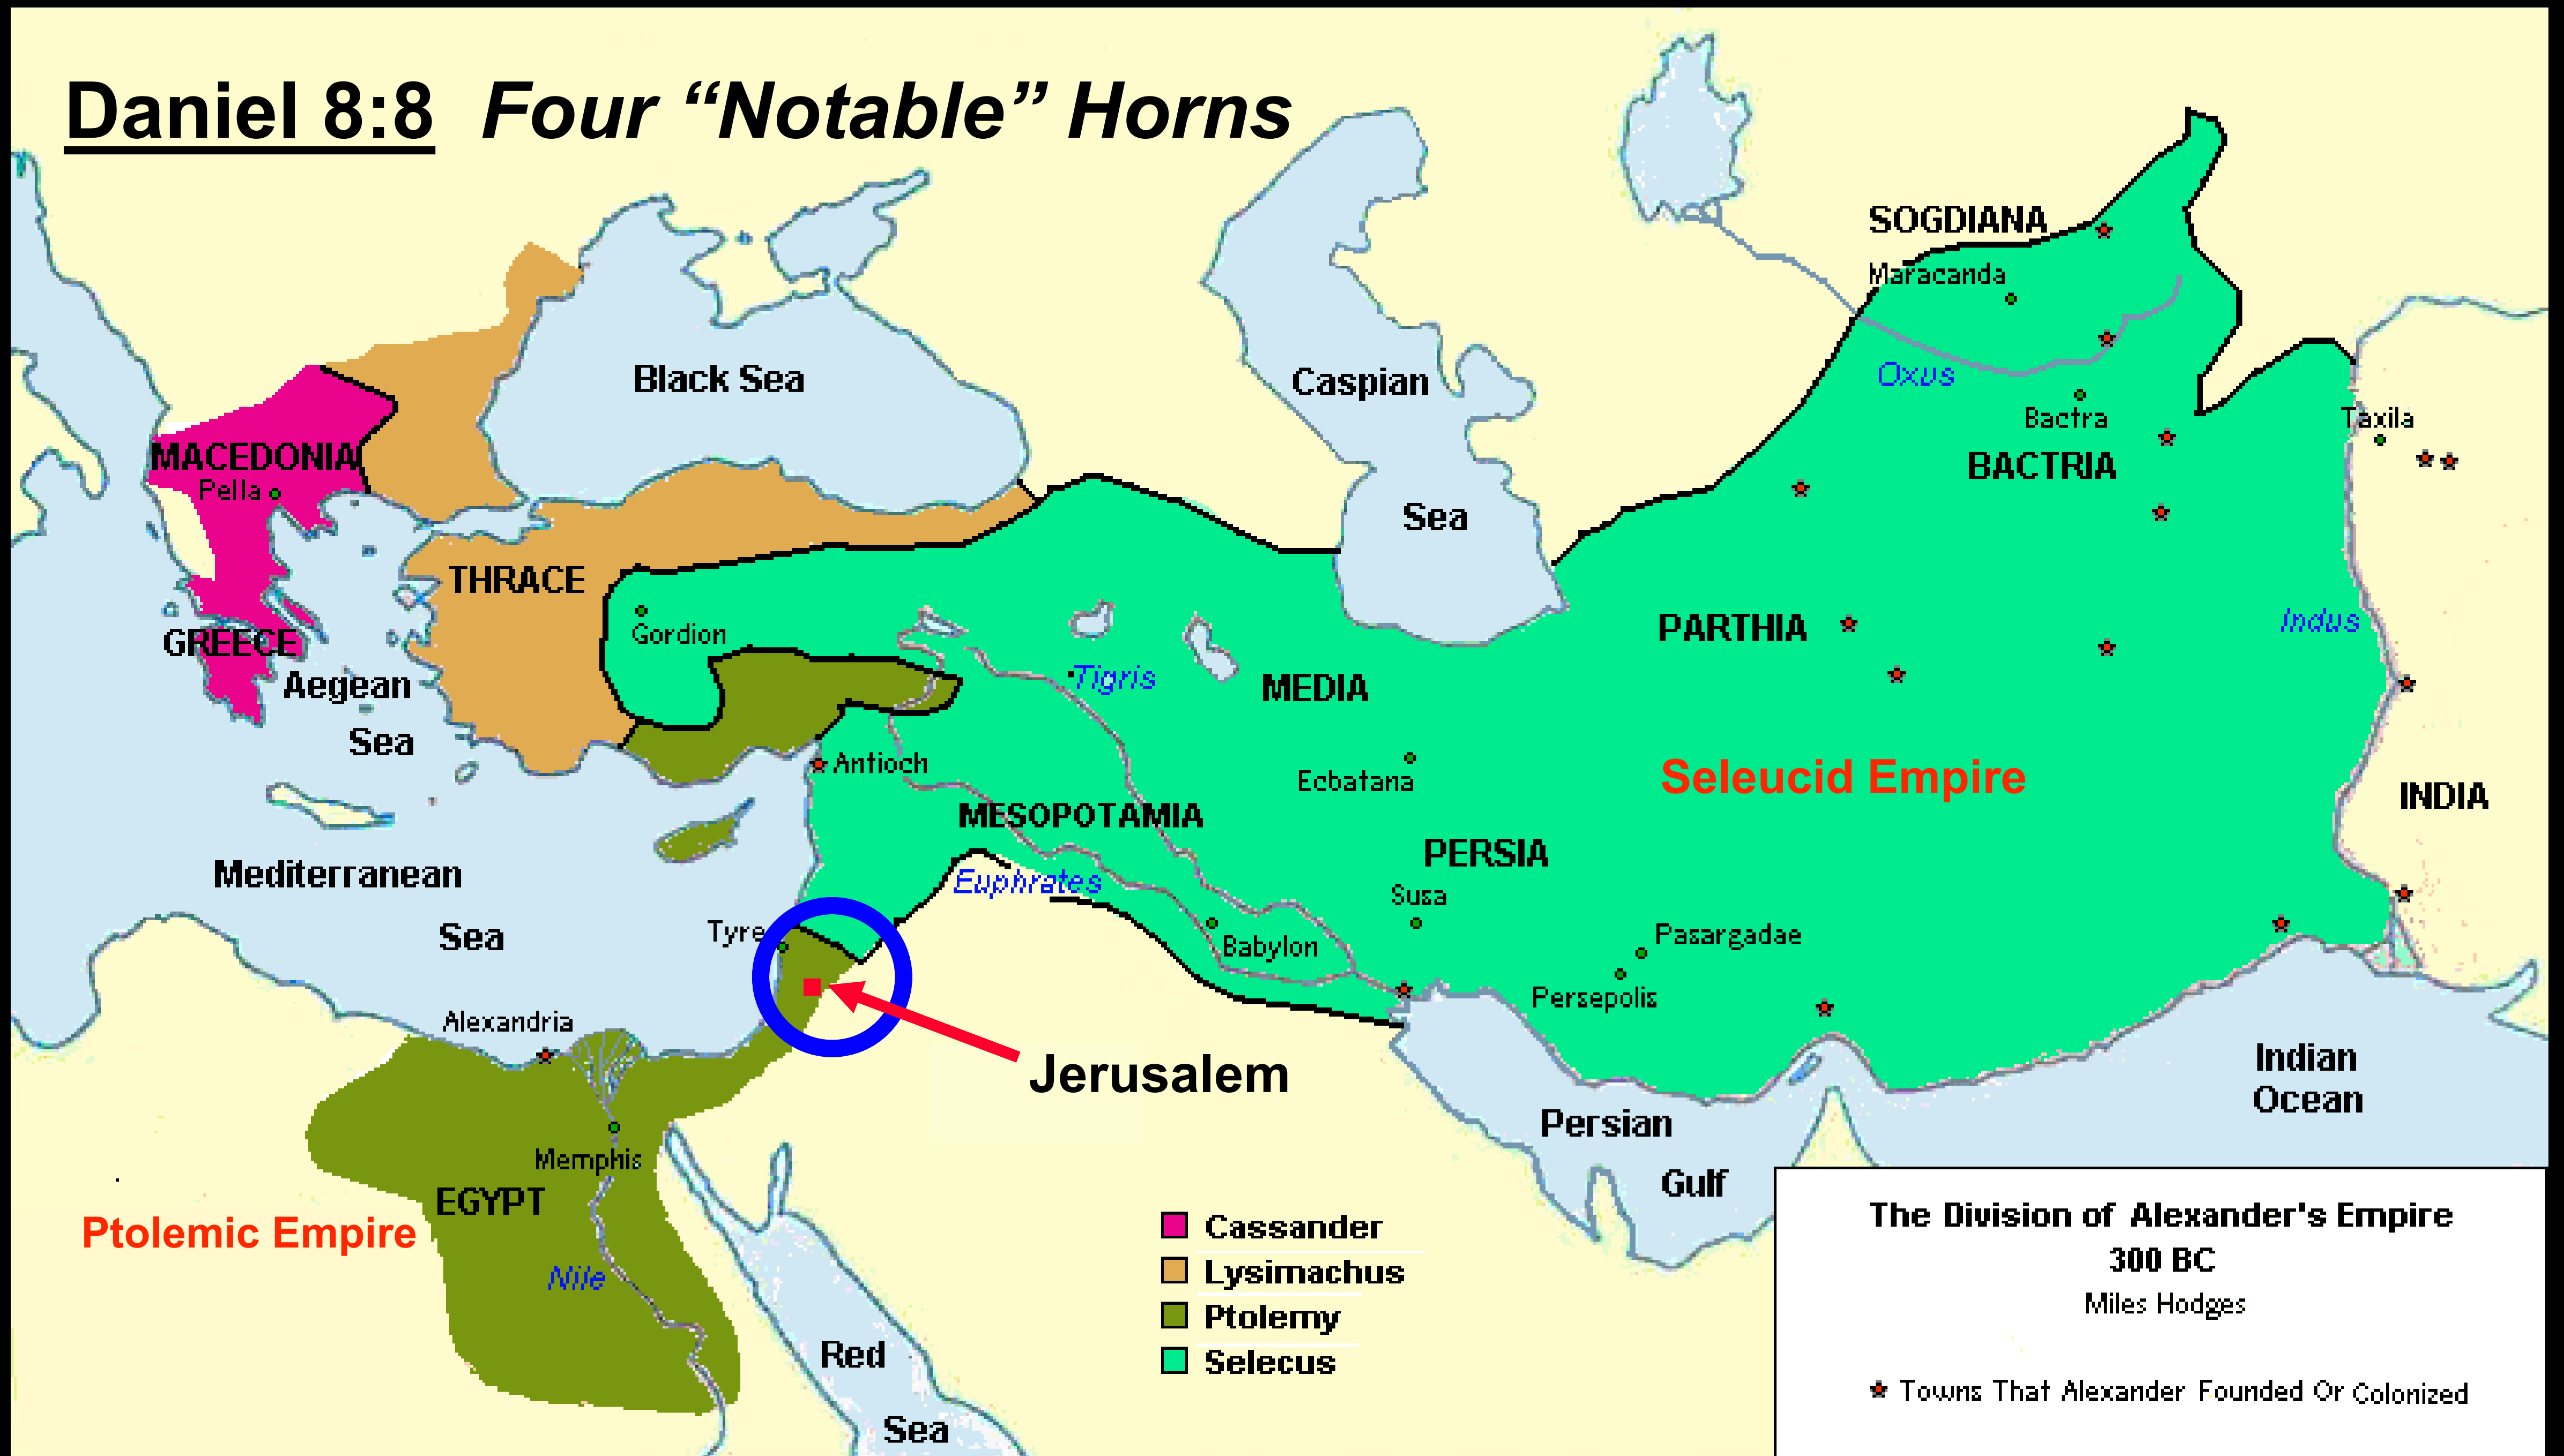 Daniel 8:8 Four “Notable” Horns
SOGDIANA
Maracanda
Oxus
Bactra
BACTRIA
Taxila
Black Sea
Caspian
Sea
MACEDONIA
Pella
THRACE
GREECE
Aegean
Sea
Gordion
Tigris
MEDIA
PARTHIA
Indus
Antioch
Ecbatana
Seleucid Empire
INDIA
MESOPOTAMIA
PERSIA
Mediterranean
Sea
Euphrates
Susa
Tyre
Babylon
Pasargadae
Persepolis
Alexandria
Jerusalem
Indian
Ocean
Persian
Gulf
Memphis
EGYPT
Ptolemic Empire
Nile
Red
Sea
Cassander
Lysimachus
Ptolemy
Selecus
The Division of Alexander's Empire
300 BC
Miles Hodges
Towns That Alexander Founded Or Colonized